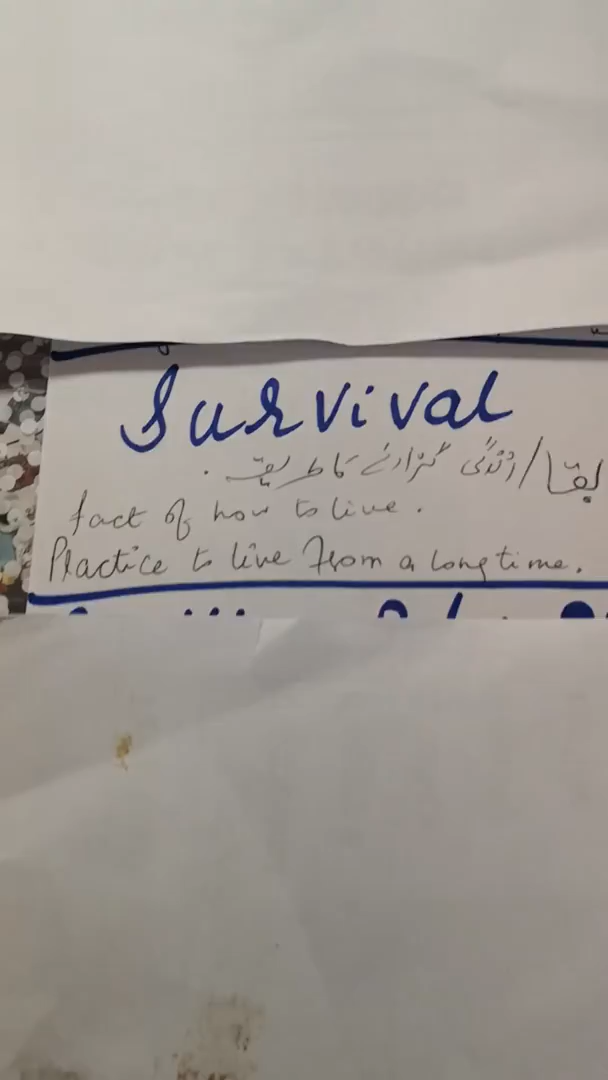 Survival
بقا/زندگی گزارنے کا طریقہ .
fact of how to live .
Practice to live from a long time .